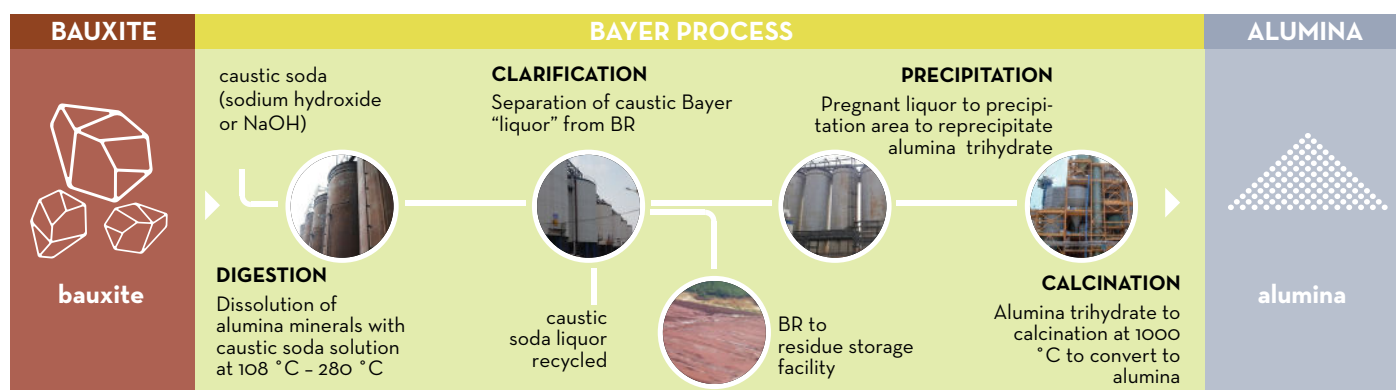 BAUXITE
BAYER PROCESS
ALUMINA
caustic soda
(sodium hydroxide
or NaOH)
CLARIFICATION
Separation of caustic Bayer
“liquor” from BR
PRECIPITATION
Pregnant liquor to precipi-
tation area to reprecipitate
alumina trihydrate
bauxite
DIGESTION
Dissolution of
alumina minerals with
caustic soda solution
at 108 °C – 280 °C
caustic
soda liquor
recycled
BR to
residue storage
facility
CALCINATION
Alumina trihydrate to
calcination at 1000
°C to convert to
alumina
alumina